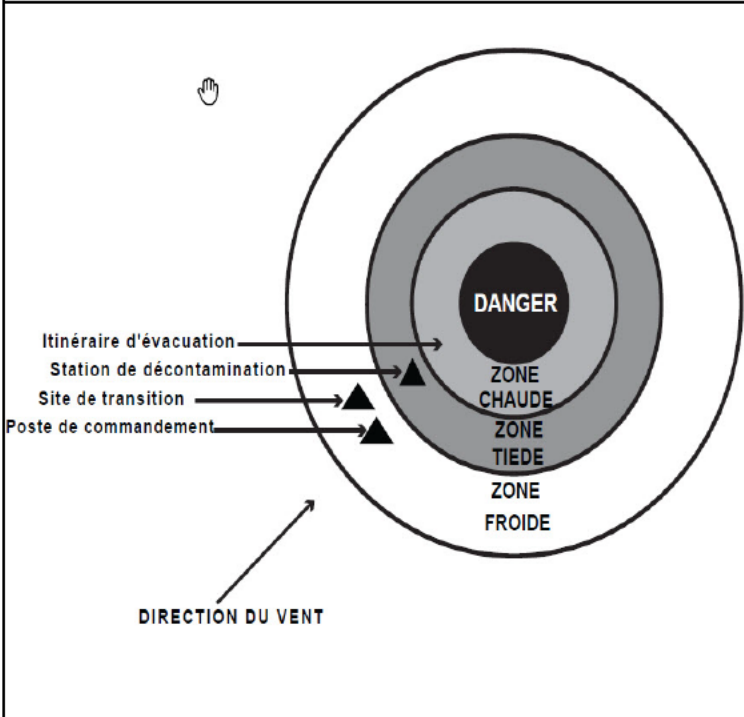 DANGER
Itinéraire d'évacuation
Station de décontamination
Site de transition
Poste de commandement
ZONE
CHAUDE
ZONE
TIEDE
ZONE
FROIDE
DIRECTION DU VENT